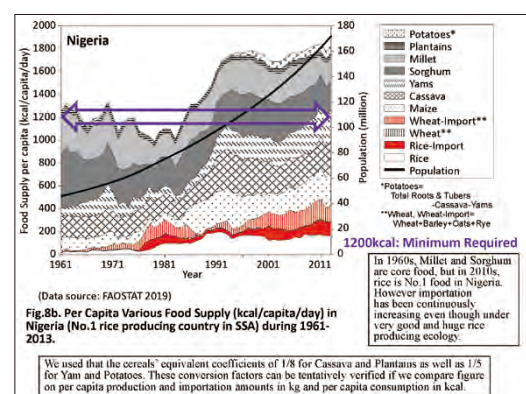 Nigeria
Food Supply per capita (kcal/capita/day)
2000
1800
1600
1400
1200
1000
800
600
400
200
0
180
160
140
120
100
80
60
40
20
0
Population (million)
1961
1971
1981
1991
2001
2011
Year
Potatoes*
Plantains
Millet
Sorghum
Yams
Cassava
Maize
Wheat-Import**
Wheat**
Rice-Import
Rice
Population
*Potatoes=
Total Roots & Tubers
-Cassava-Yams
**Wheat, Wheat-Import=
Wheat+Barley+Oats+Rye
1200kcal: Minimum Required
(Data source: FAOSTAT 2019)
Fig.8b. Per Capita Various Food Supply (kcal/capita/day) in
Nigeria (No.1 rice producing country in SSA) during 1961-
2013.
In 1960s, Millet and Sorghum
are core food, but in 2010s,
rice is No.1 food in Nigeria.
However importation
has been continuously
increasing even though under
very good and huge rice
producing ecology.
We used that the cereals' equivalent coefficients of 1/8 for Cassava and Plantains as well as 1/5
for Yam and Potatoes. These conversion factors can be tentatively verified if we compare figure
on per capita production and importation amounts in kg and per capita consumption in kcal.